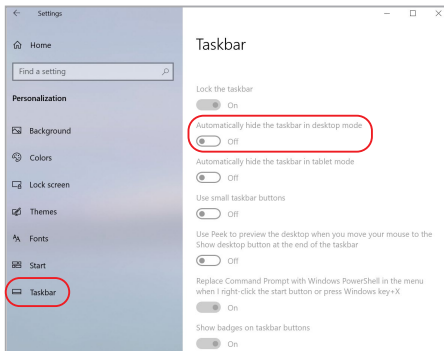 Settings
Home
Find a setting
Personalization
Background
Colors
Lock screen
Themes
Fonts
Start
Taskbar
Taskbar
Lock the taskbar
On
Automatically hide the taskbar in desktop mode
Off
Automatically hide the taskbar in tablet mode
Off
Use small taskbar buttons
Off
Use Peek to preview the desktop when you move your mouse to the
Show desktop button at the end of the taskbar
Off
Replace Command Prompt with Windows PowerShell in the menu
when I right-click the start button or press Windows key+X
On
Show badges on taskbar buttons
On